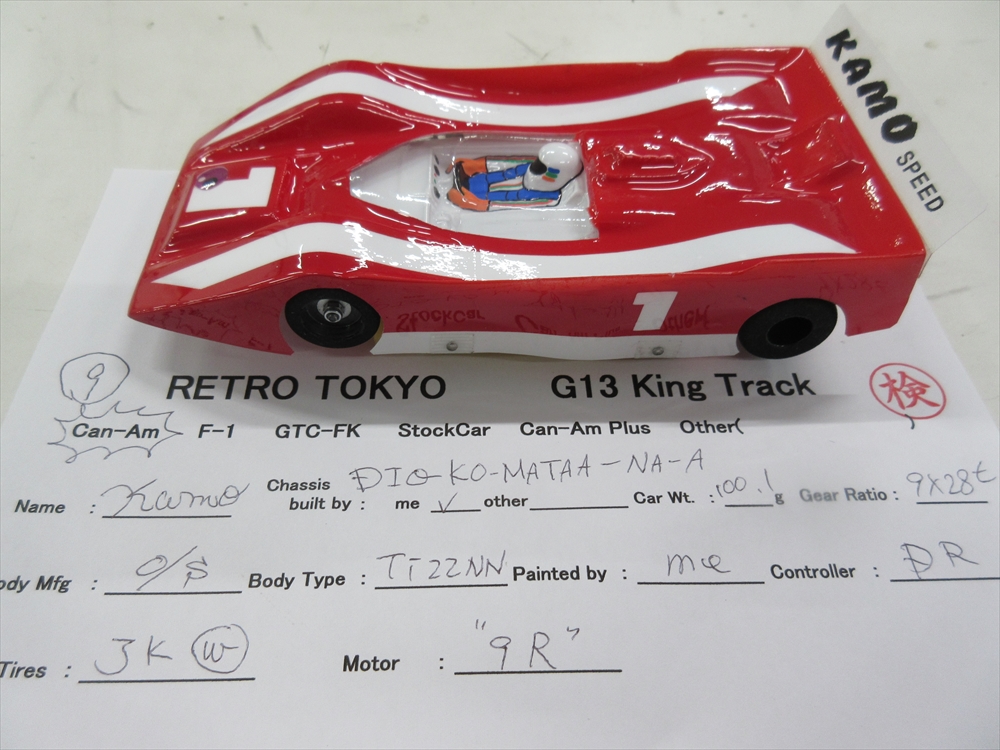 KAMO
SPEED
1
1
9
RETRO TOKYO G13 King Track
検
Can-Am F-1 GTC-FK StockCar Can-Am Plus Other(
Name : Kamo Chassis built by : DIO-KO-MATAA-NA-A me ✓ other Car Wt. : 100.1 g Gear Ratio : 9X28t
ody Mfg : O/S Body Type : Ti22NN Painted by : me Controller : DR
Tires : JK W Motor : "9R"